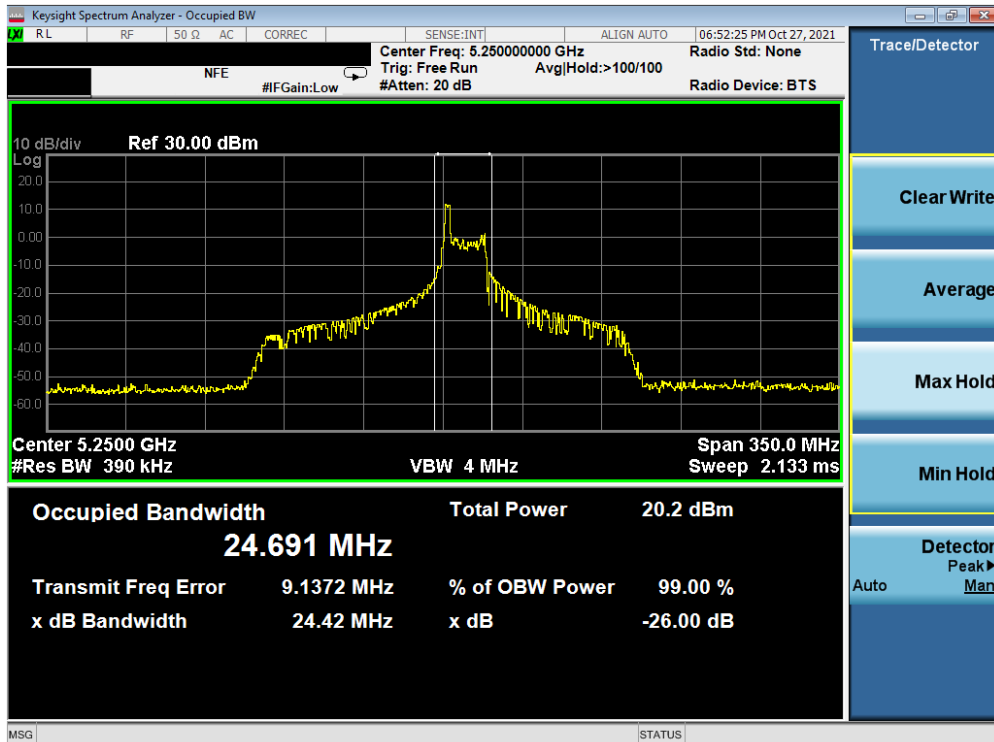 Keysight Spectrum Analyzer - Occupied BW
LXI RL RF 50 Ω AC CORREC SENSE:INT ALIGN AUTO 06:52:25 PM Oct 27, 2021
Center Freq: 5.250000000 GHz Radio Std: None
NFE Trig: Free Run Avg|Hold:>100/100
#IFGain:Low #Atten: 20 dB Radio Device: BTS
10 dB/div Ref 30.00 dBm
Log
20.0
10.0
0.00
-10.0
-20.0
-30.0
-40.0
-50.0
-60.0
Center 5.2500 GHz Span 350.0 MHz
#Res BW 390 kHz VBW 4 MHz Sweep 2.133 ms
Occupied Bandwidth Total Power 20.2 dBm
24.691 MHz
Transmit Freq Error 9.1372 MHz % of OBW Power 99.00 %
x dB Bandwidth 24.42 MHz x dB -26.00 dB
MSG STATUS
Trace/Detector
Clear Write
Average
Max Hold
Min Hold
Detector
Peak▶
Auto Man